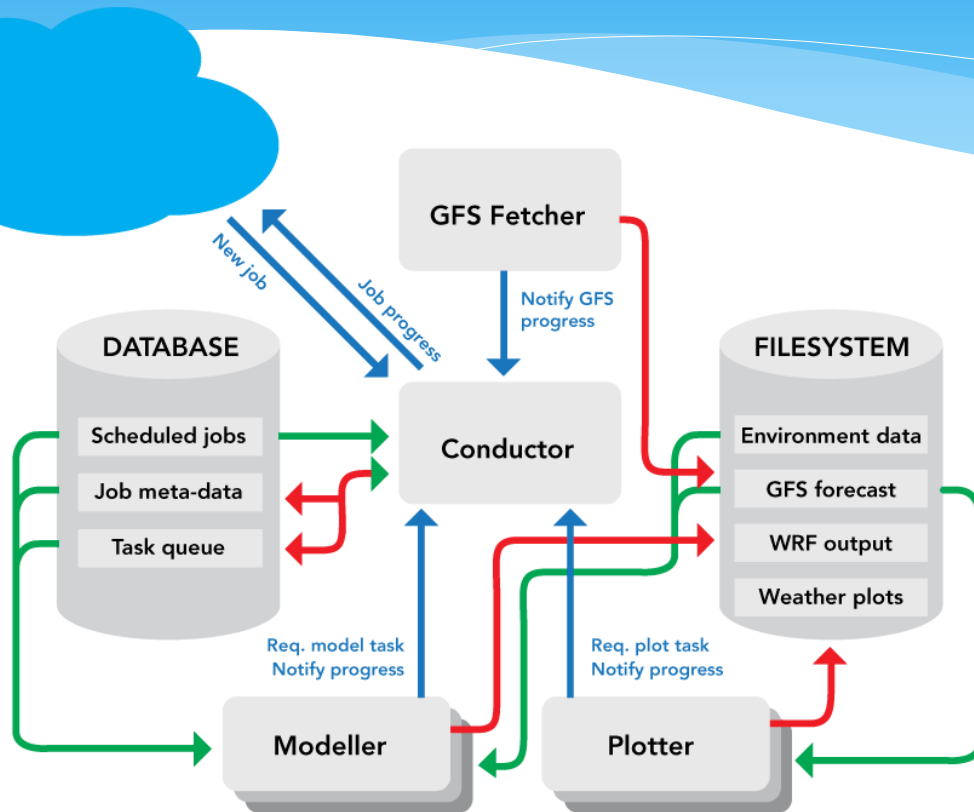 GFS Fetcher
New job
Job progress
Notify GFS
progress
DATABASE
Scheduled jobs
Job meta-data
Task queue
Conductor
FILESYSTEM
Environment data
GFS forecast
WRF output
Weather plots
Req. model task
Notify progress
Req. plot task
Notify progress
Modeller
Plotter